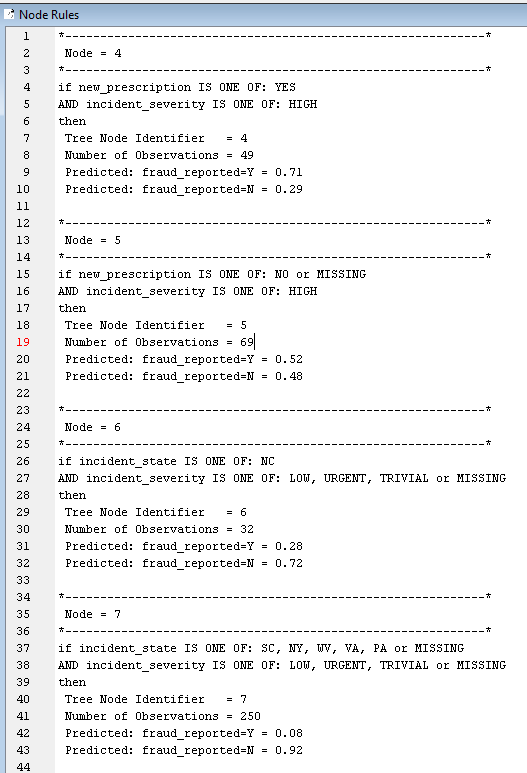 Node Rules
1 *------------------------------------------------------------*
2 Node = 4
3 *------------------------------------------------------------*
4 if new_prescription IS ONE OF: YES
5 AND incident_severity IS ONE OF: HIGH
6 then
7 Tree Node Identifier   = 4
8 Number of Observations = 49
9 Predicted: fraud_reported=Y = 0.71
10 Predicted: fraud_reported=N = 0.29
11
12 *------------------------------------------------------------*
13 Node = 5
14 *------------------------------------------------------------*
15 if new_prescription IS ONE OF: NO or MISSING
16 AND incident_severity IS ONE OF: HIGH
17 then
18 Tree Node Identifier   = 5
19 Number of Observations = 69
20 Predicted: fraud_reported=Y = 0.52
21 Predicted: fraud_reported=N = 0.48
22
23 *------------------------------------------------------------*
24 Node = 6
25 *------------------------------------------------------------*
26 if incident_state IS ONE OF: NC
27 AND incident_severity IS ONE OF: LOW, URGENT, TRIVIAL or MISSING
28 then
29 Tree Node Identifier   = 6
30 Number of Observations = 32
31 Predicted: fraud_reported=Y = 0.28
32 Predicted: fraud_reported=N = 0.72
33
34 *------------------------------------------------------------*
35 Node = 7
36 *------------------------------------------------------------*
37 if incident_state IS ONE OF: SC, NY, WV, VA, PA or MISSING
38 AND incident_severity IS ONE OF: LOW, URGENT, TRIVIAL or MISSING
39 then
40 Tree Node Identifier   = 7
41 Number of Observations = 250
42 Predicted: fraud_reported=Y = 0.08
43 Predicted: fraud_reported=N = 0.92
44